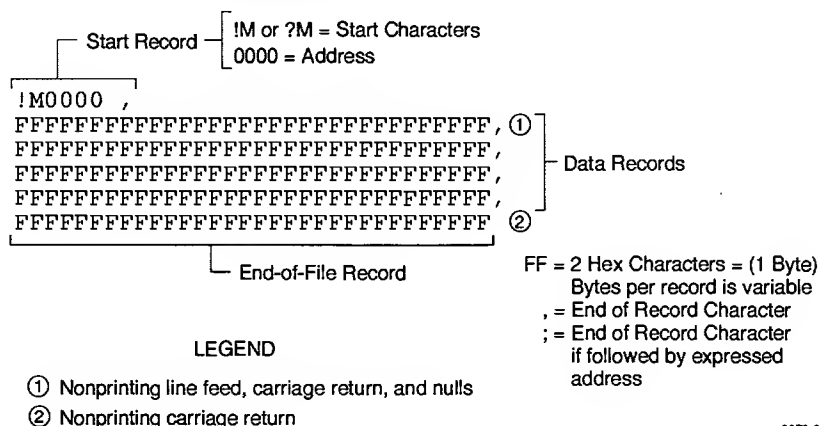 Start Record
!M or ?M = Start Characters
0000 = Address
!M0000 ,
FFFFFFFFFFFFFFFFFFFFFFFFFFFFFFFF, ①
FFFFFFFFFFFFFFFFFFFFFFFFFFFFFFFF,
FFFFFFFFFFFFFFFFFFFFFFFFFFFFFFFF,
FFFFFFFFFFFFFFFFFFFFFFFFFFFFFFFF,
FFFFFFFFFFFFFFFFFFFFFFFFFFFFFFFF ②
Data Records
End-of-File Record
FF = 2 Hex Characters = (1 Byte)
Bytes per record is variable
, = End of Record Character
; = End of Record Character
if followed by expressed
address
LEGEND
① Nonprinting line feed, carriage return, and nulls
② Nonprinting carriage return